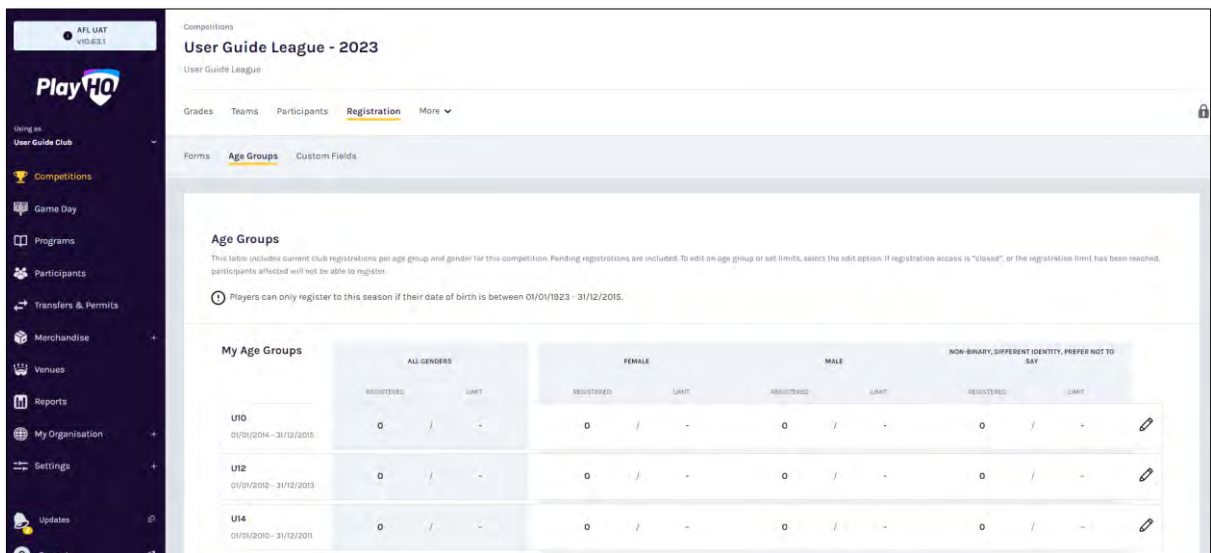 AFL UAT
v10.63.1
PlayHQ
Using as
User Guide Club
Competitions
Game Day
Programs
Participants
Transfers & Permits
Merchandise +
Venues
Reports
My Organisation +
Settings +
Updates
Competitions
User Guide League - 2023
User Guide League
Grades Teams Participants Registration More
Forms Age Groups Custom Fields
Age Groups
This table includes current club registrations per age group and gender for this competition. Pending registrations are included. To edit an age group or set limits, select the edit option. If registration access is "closed", or the registration limit has been reached,
participants affected will not be able to register.
Players can only register to this season if their date of birth is between 01/01/1923 - 31/12/2015.
My Age Groups
ALL GENDERS FEMALE MALE NON-BINARY, DIFFERENT IDENTITY, PREFER NOT TO
SAY
REGISTERED LIMIT REGISTERED LIMIT REGISTERED LIMIT REGISTERED LIMIT
U10
01/01/2014 - 31/12/2015
0 / - 0 / - 0 / - 0 / -
U12
01/01/2012 - 31/12/2013
0 / - 0 / - 0 / - 0 / -
U14
01/01/2010 - 31/12/2011
0 / - 0 / - 0 / - 0 / -